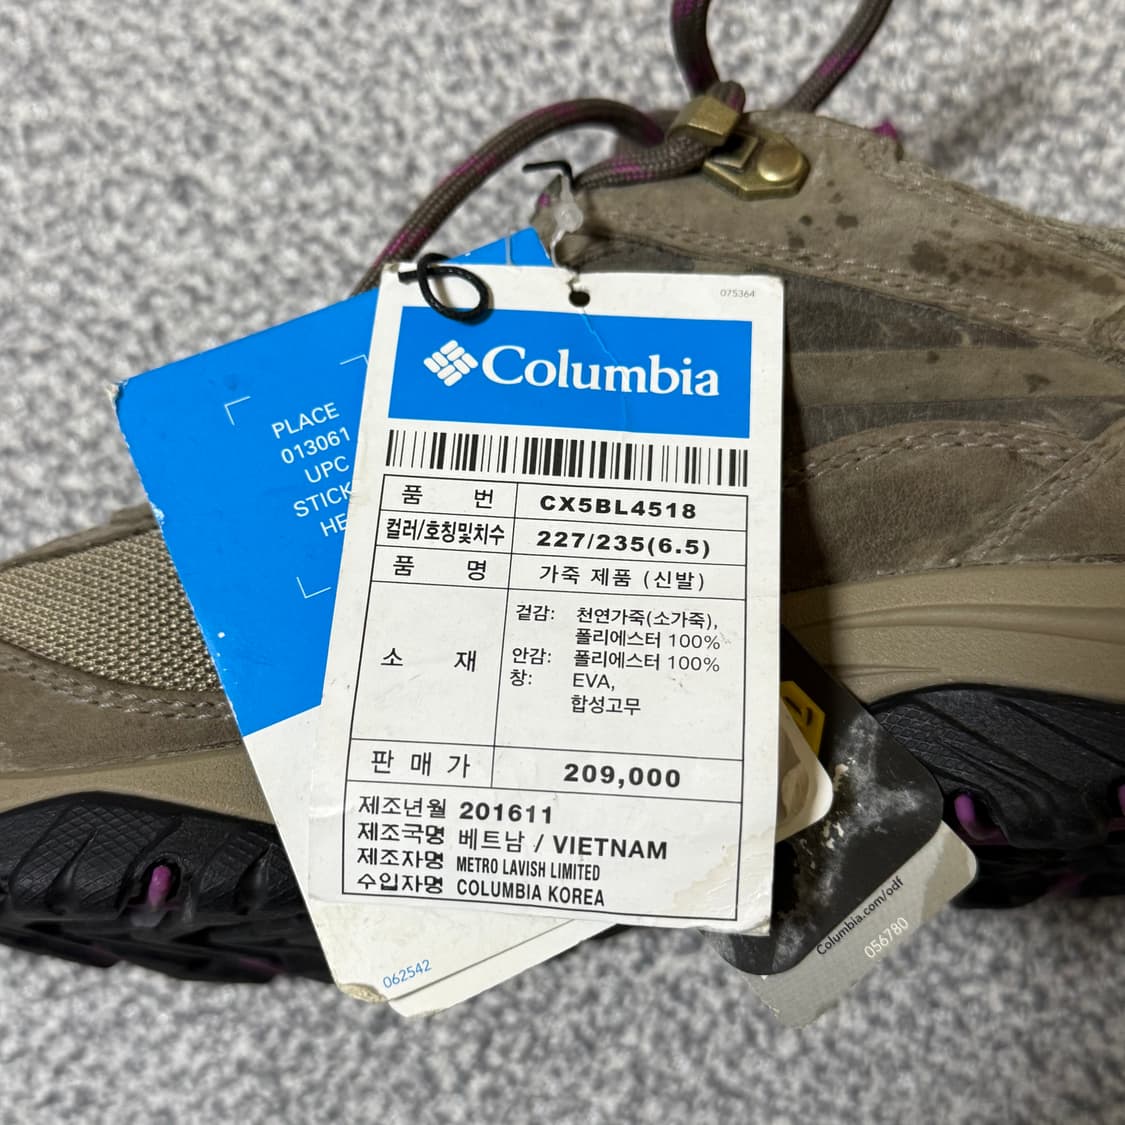 075364
Columbia
품 번 CX5BL4518
컬러/호칭및치수 227/235(6.5)
품 명 가죽 제품 (신발)
소 재
겉감: 천연가죽(소가죽),
폴리에스터 100%
안감: 폴리에스터 100%
창: EVA,
합성고무
판 매 가 209,000
제조년월 201611
제조국명 베트남 / VIETNAM
제조자명 METRO LAVISH LIMITED
수입자명 COLUMBIA KOREA
PLACE
013061
UPC
STICK
HE
062542
Columbia.com/odf
056780